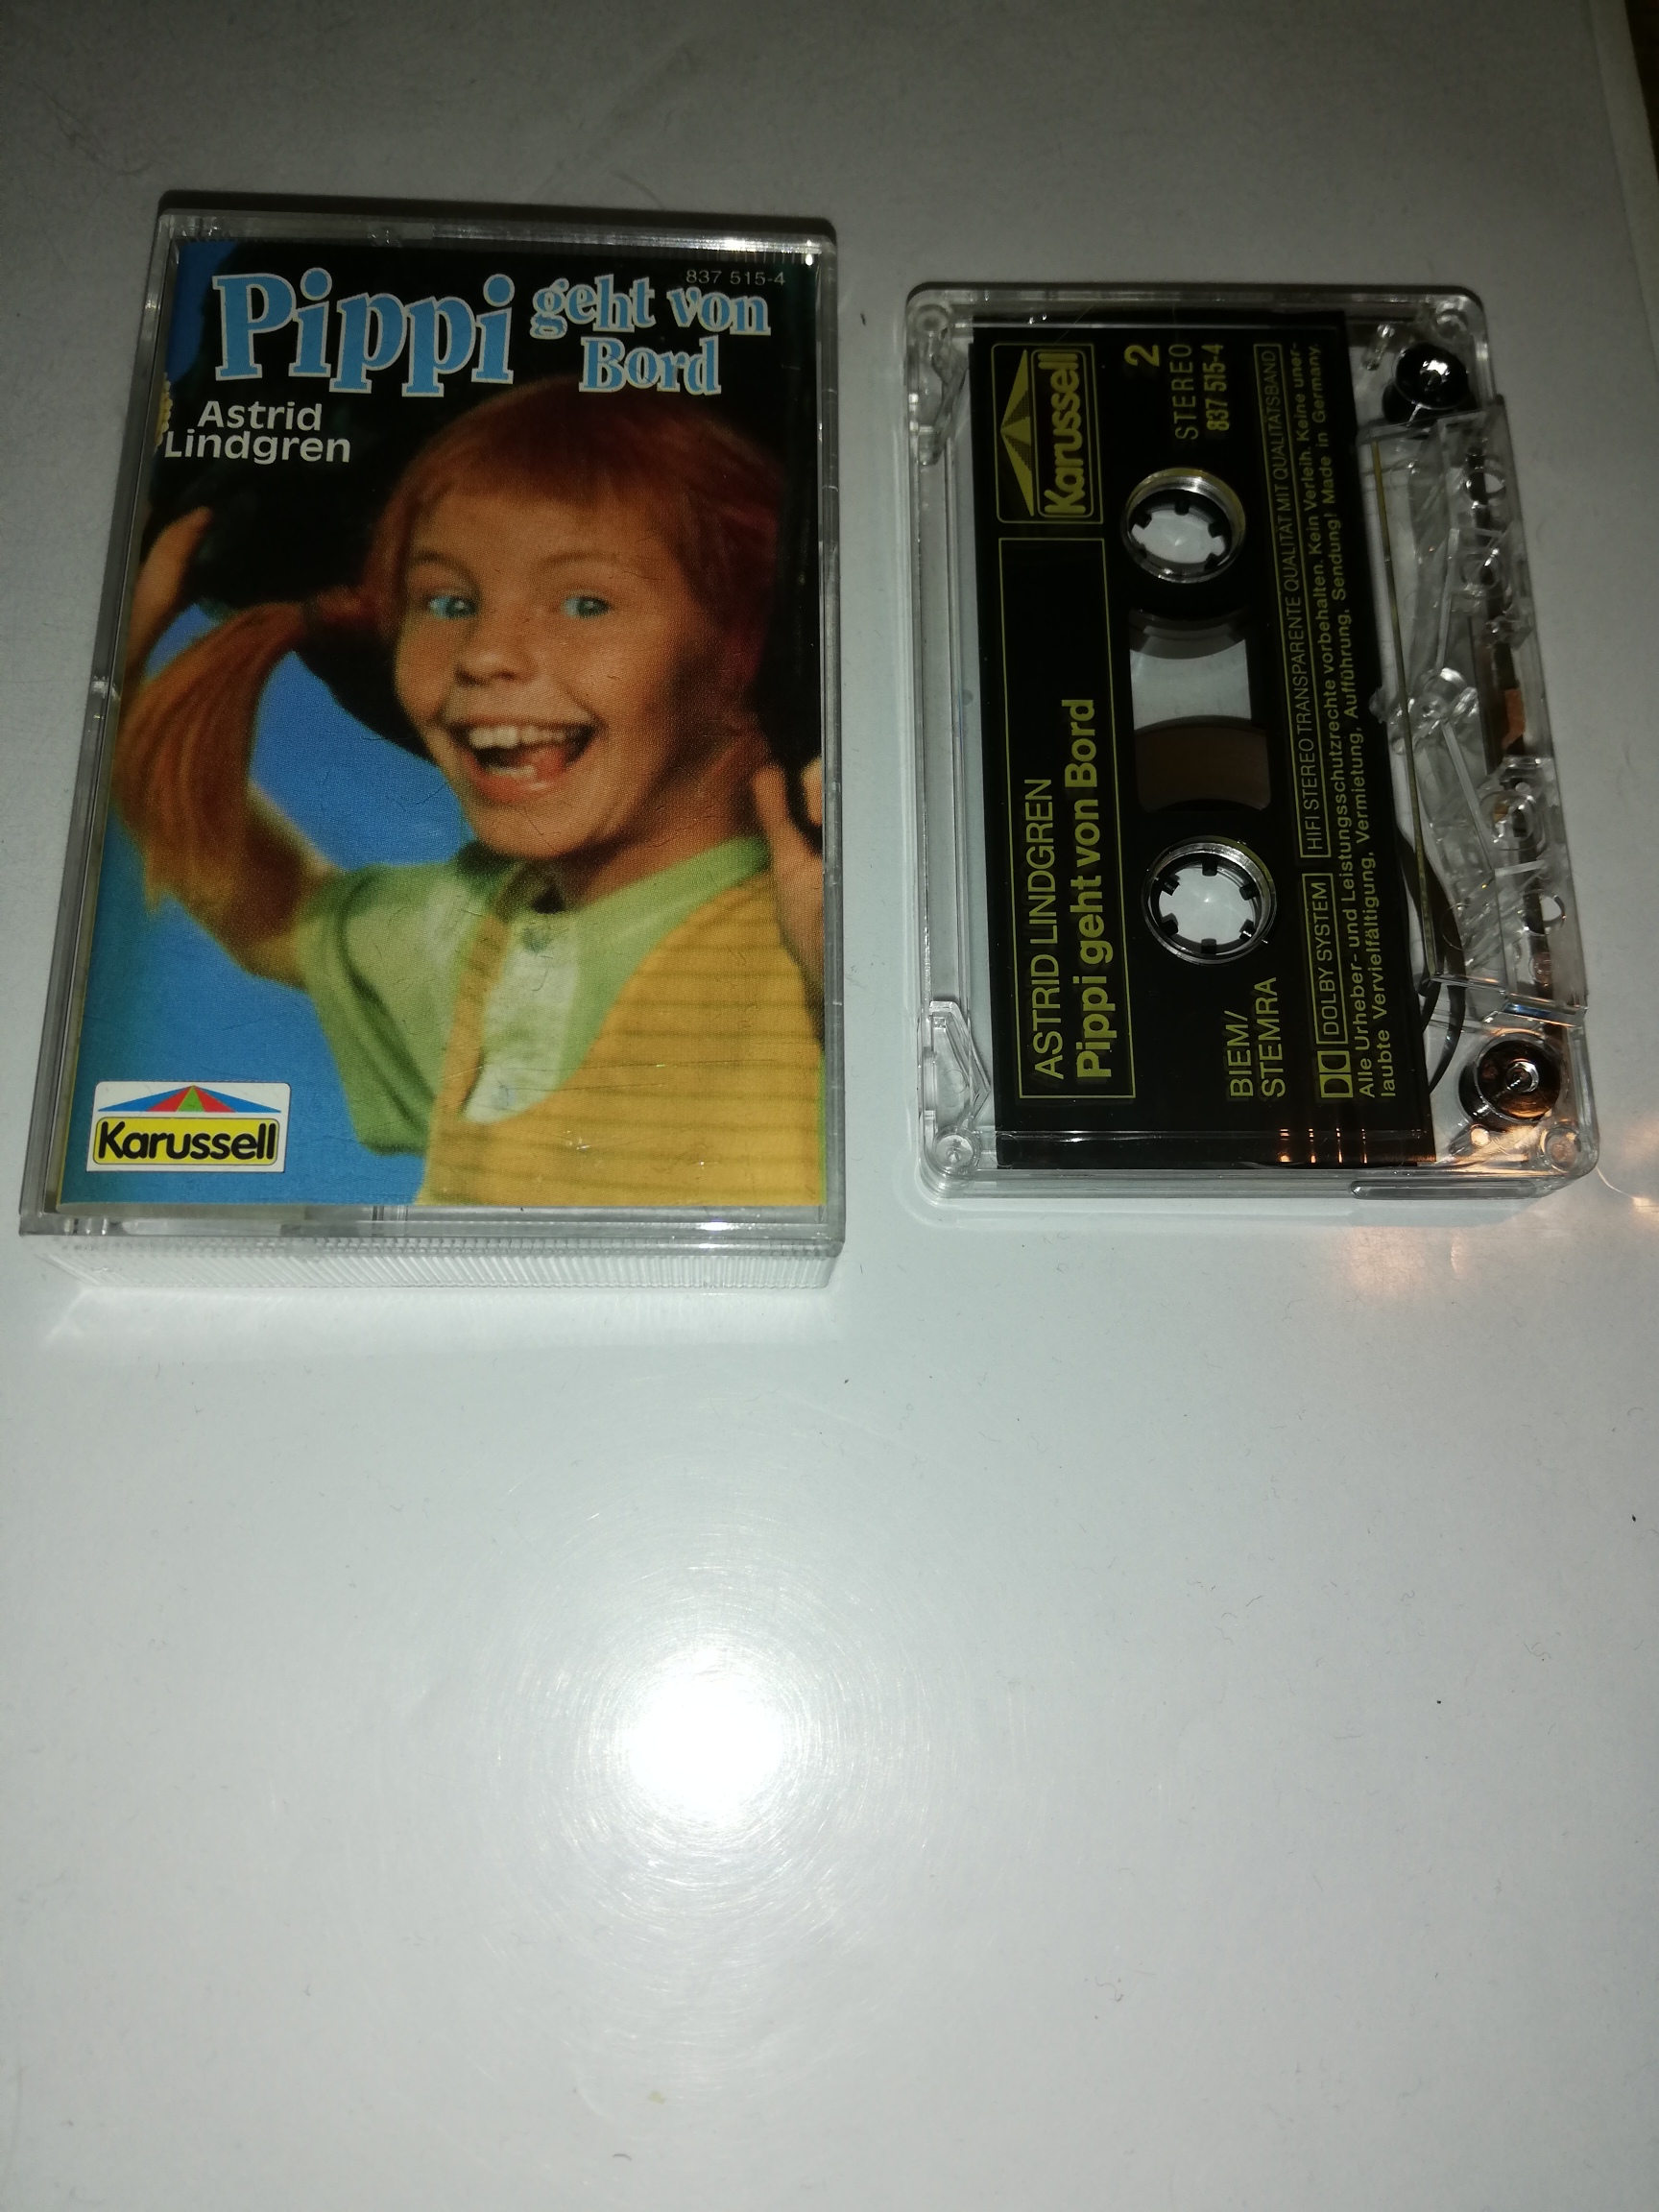 837 515-4
Pippi geht von
Bord
Astrid
Lindgren
Karussell
Karussell
2
STEREO
837 515-4
ASTRID LINDGREN
Pippi geht von Bord
BIEM/
STEMRA
DOLBY SYSTEM HIFI STEREO TRANSPARENTE QUALITÄT MIT QUALITÄTSBAND
Alle Urheber- und Leistungsschutzrechte vorbehalten. Kein Verleih. Keine uner-
laubte Vervielfältigung, Vermietung, Aufführung, Sendung! Made in Germany